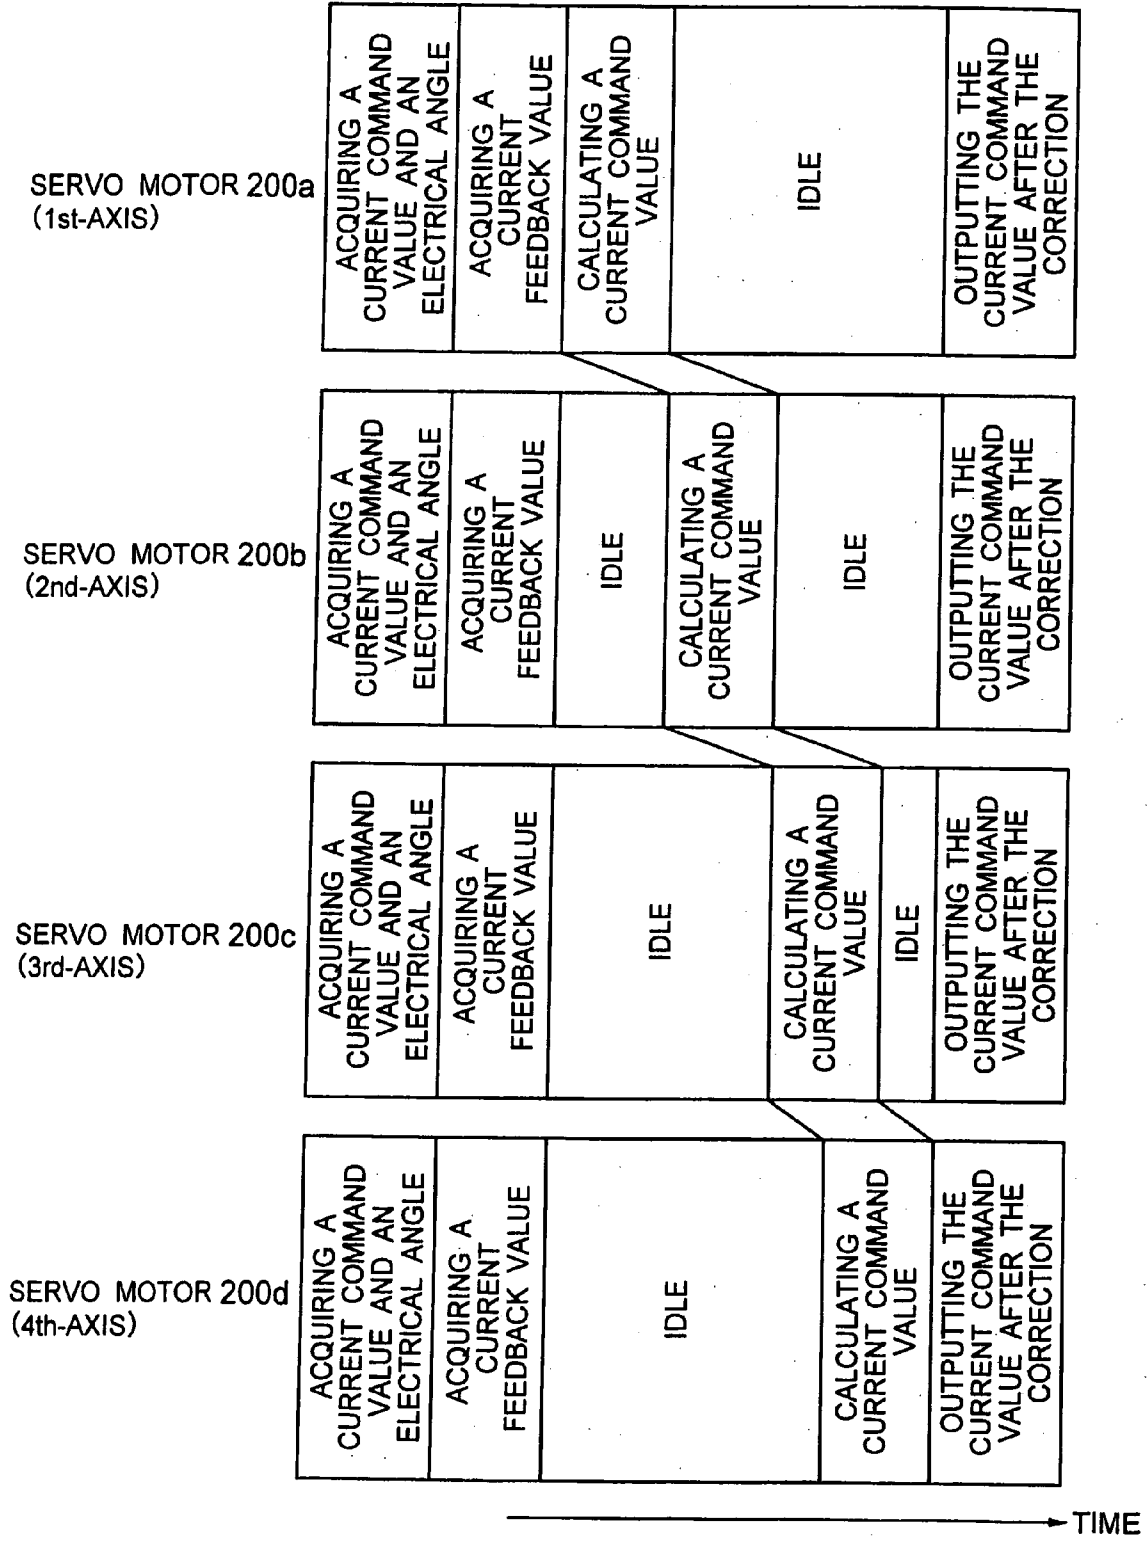 SERVO MOTOR 200a
(1st-AXIS)
ACQUIRING A
CURRENT COMMAND
VALUE AND AN
ELECTRICAL ANGLE
ACQUIRING A
CURRENT
FEEDBACK VALUE
CALCULATING A
CURRENT COMMAND
VALUE
IDLE
OUTPUTTING THE
CURRENT COMMAND
VALUE AFTER THE
CORRECTION
SERVO MOTOR 200b
(2nd-AXIS)
ACQUIRING A
CURRENT COMMAND
VALUE AND AN
ELECTRICAL ANGLE
ACQUIRING A
CURRENT
FEEDBACK VALUE
IDLE
CALCULATING A
CURRENT COMMAND
VALUE
IDLE
OUTPUTTING THE
CURRENT COMMAND
VALUE AFTER THE
CORRECTION
SERVO MOTOR 200c
(3rd-AXIS)
ACQUIRING A
CURRENT COMMAND
VALUE AND AN
ELECTRICAL ANGLE
ACQUIRING A
CURRENT
FEEDBACK VALUE
IDLE
CALCULATING A
CURRENT COMMAND
VALUE
IDLE
OUTPUTTING THE
CURRENT COMMAND
VALUE AFTER THE
CORRECTION
SERVO MOTOR 200d
(4th-AXIS)
ACQUIRING A
CURRENT COMMAND
VALUE AND AN
ELECTRICAL ANGLE
ACQUIRING A
CURRENT
FEEDBACK VALUE
IDLE
CALCULATING A
CURRENT COMMAND
VALUE
OUTPUTTING THE
CURRENT COMMAND
VALUE AFTER THE
CORRECTION
TIME